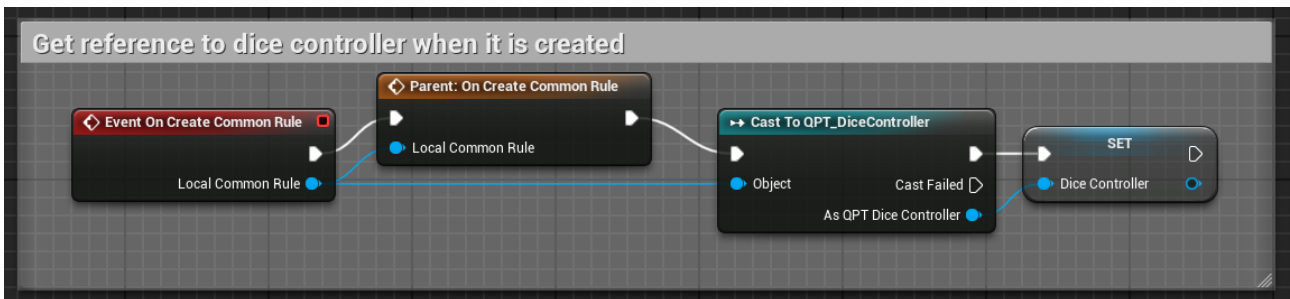 Get reference to dice controller when it is created
Parent: On Create Common Rule
Local Common Rule
Event On Create Common Rule
Local Common Rule
Cast To QPT_DiceController
Object
Cast Failed
As QPT Dice Controller
SET
Dice Controller